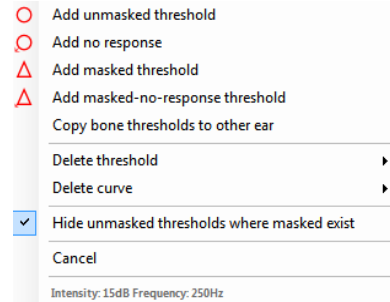 Add unmasked threshold
Add no response
Add masked threshold
Add masked-no-response threshold
Copy bone thresholds to other ear
Delete threshold
Delete curve
Hide unmasked thresholds where masked exist
Cancel
Intensity: 15dB Frequency: 250Hz